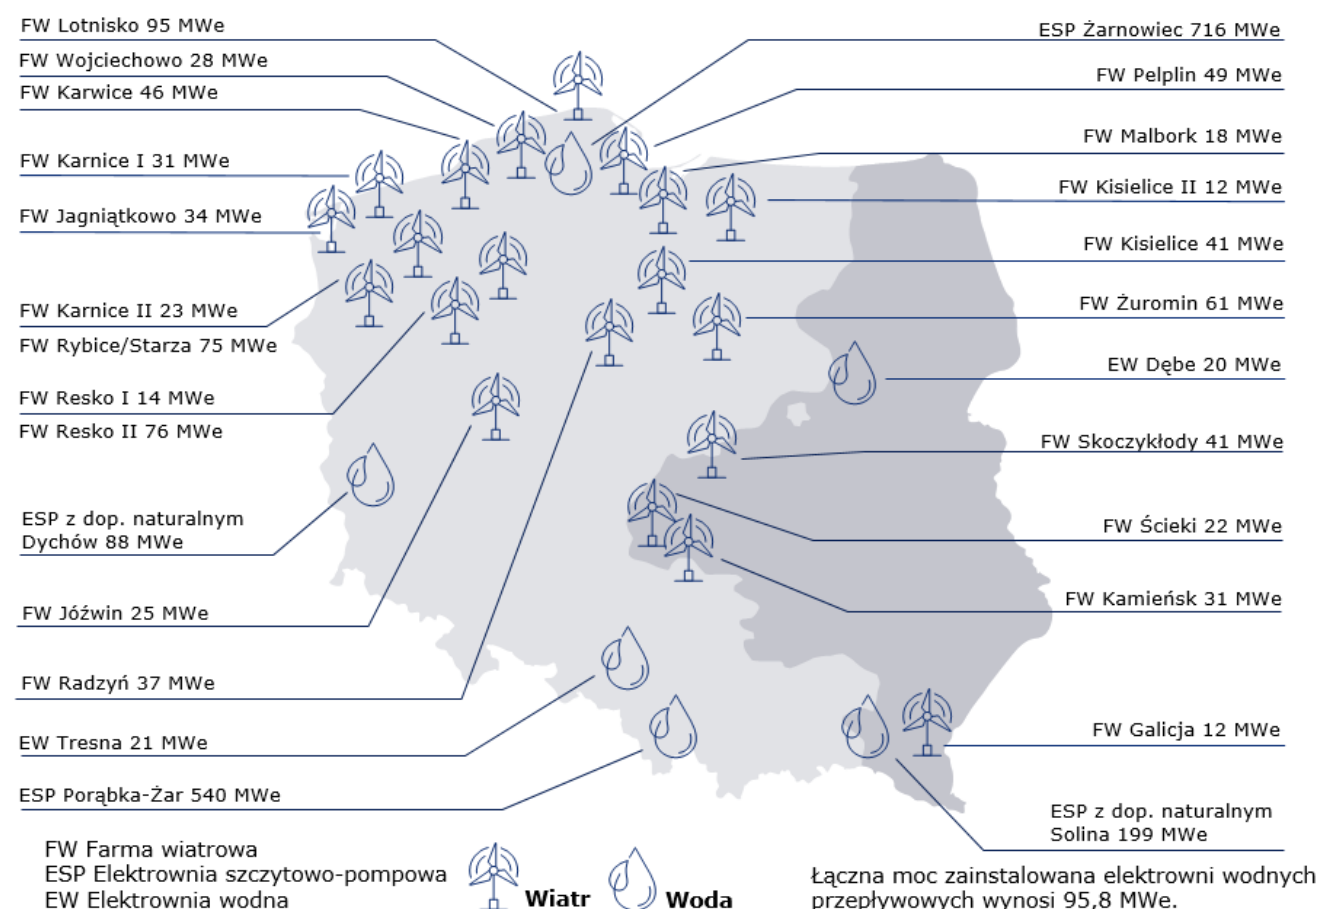 FW Lotnisko 95 MWe
FW Wojciechowo 28 MWe
FW Karwice 46 MWe
FW Karnice I 31 MWe
FW Jagniątkowo 34 MWe
FW Karnice II 23 MWe
FW Rybice/Starza 75 MWe
FW Resko I 14 MWe
FW Resko II 76 MWe
ESP z dop. naturalnym
Dychów 88 MWe
FW Jóźwin 25 MWe
FW Radzyń 37 MWe
EW Tresna 21 MWe
ESP Porąbka-Żar 540 MWe
ESP Żarnowiec 716 MWe
FW Pelplin 49 MWe
FW Malbork 18 MWe
FW Kisielice II 12 MWe
FW Kisielice 41 MWe
FW Żuromin 61 MWe
EW Dębe 20 MWe
FW Skoczykłody 41 MWe
FW Ścieki 22 MWe
FW Kamieńsk 31 MWe
FW Galicja 12 MWe
ESP z dop. naturalnym
Solina 199 MWe
FW Farma wiatrowa
ESP Elektrownia szczytowo-pompowa
EW Elektrownia wodna
Wiatr
Woda
Łączna moc zainstalowana elektrowni wodnych
przepływowych wynosi 95,8 MWe.